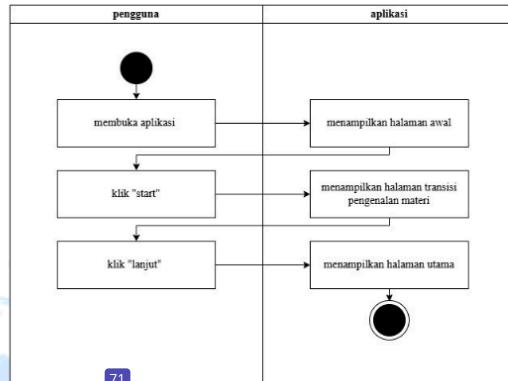 pengguna
aplikasi
membuka aplikasi
menampilkan halaman awal
klik "start"
menampilkan halaman transisi
pengenalan materi
klik "lanjut"
menampilkan halaman utama
71